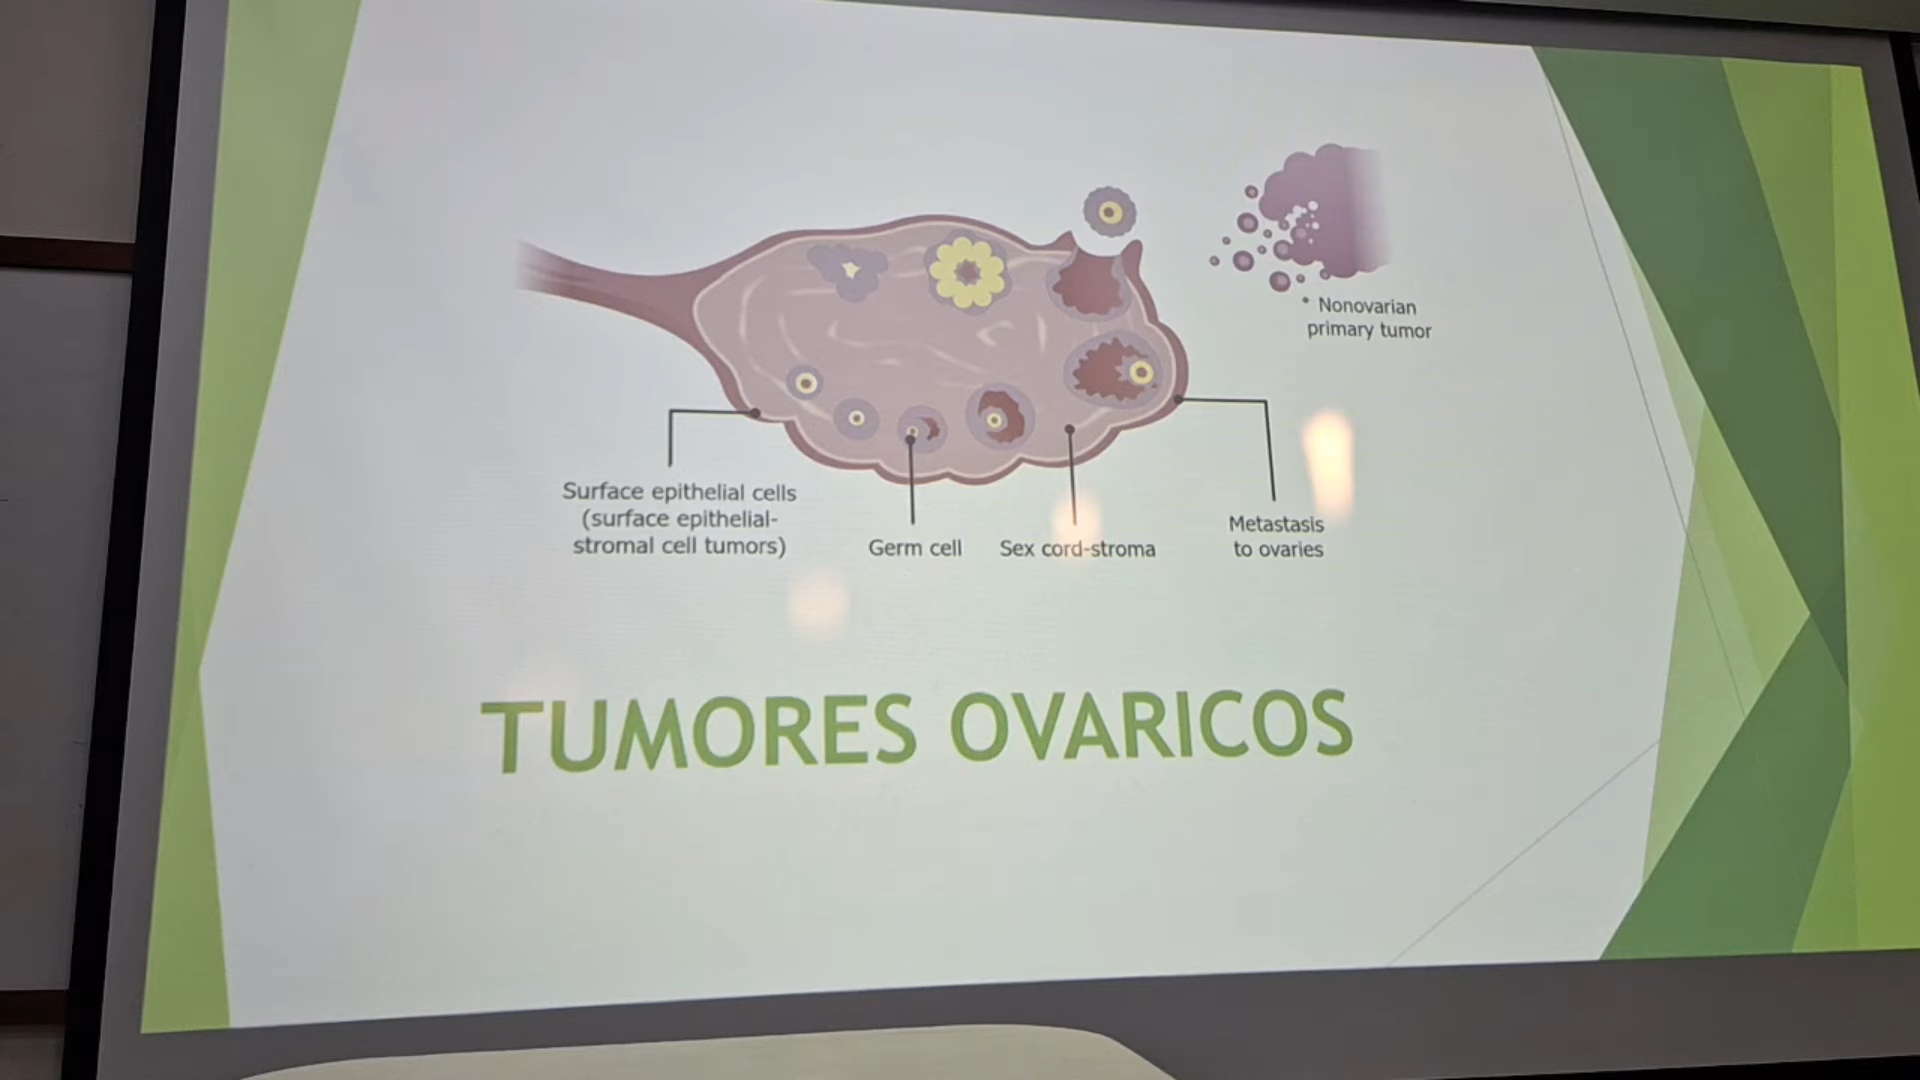 • Nonovarian
primary tumor
Surface epithelial cells
(surface epithelial-
stromal cell tumors)
Germ cell
Sex cord-stroma
Metastasis
to ovaries
TUMORES OVARICOS